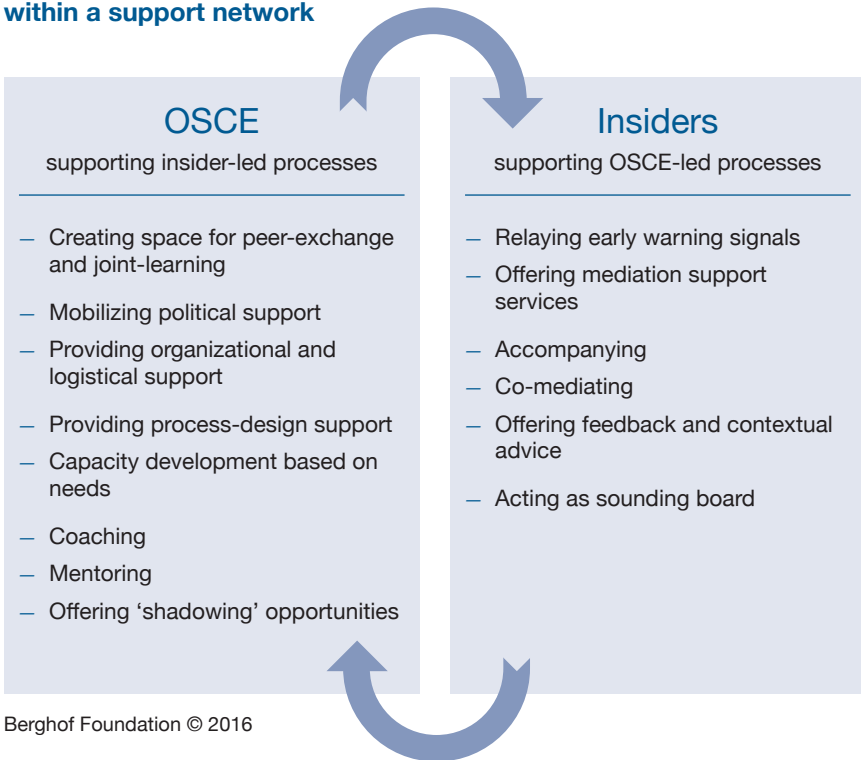 within a support network
OSCE
supporting insider-led processes
— Creating space for peer-exchange
and joint-learning
— Mobilizing political support
— Providing organizational and
logistical support
— Providing process-design support
— Capacity development based on
needs
— Coaching
— Mentoring
— Offering ‘shadowing’ opportunities
Insiders
supporting OSCE-led processes
— Relaying early warning signals
— Offering mediation support
services
— Accompanying
— Co-mediating
— Offering feedback and contextual
advice
— Acting as sounding board
Berghof Foundation © 2016